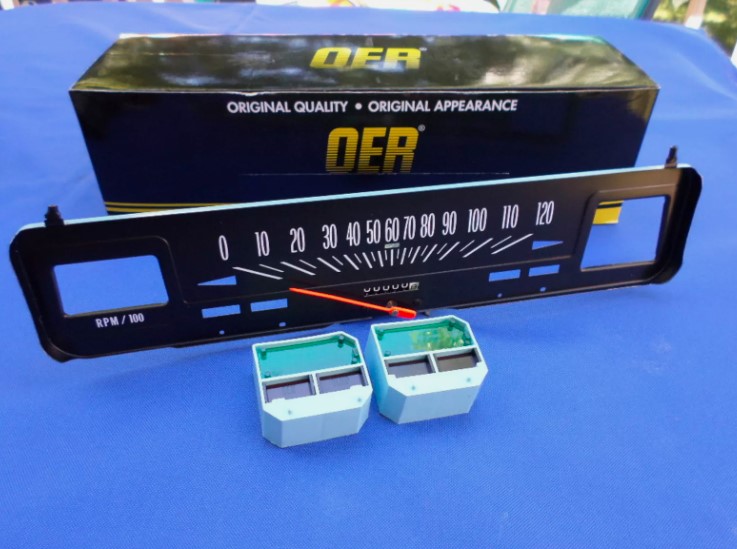 OER
ORIGINAL QUALITY • ORIGINAL APPEARANCE
OER®
0 10 20 30 40 50 60 70 80 90 100 110 120
00000
RPM / 100